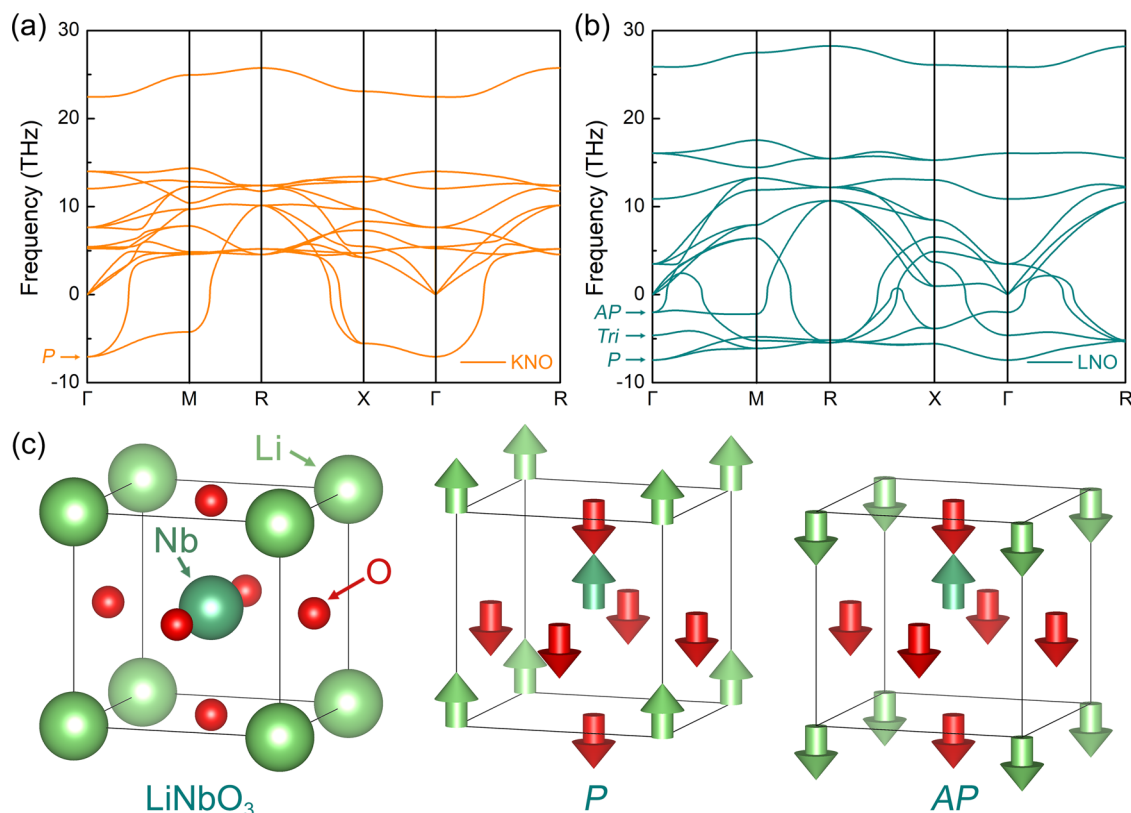 (a)
30
20
10
0
-10
Frequency (THz)
P
Γ M R X Γ R
KNO
(b)
30
20
10
0
-10
Frequency (THz)
AP
Tri
P
Γ M R X Γ R
LNO
(c)
Li
Nb
O
LiNbO₃
P
AP